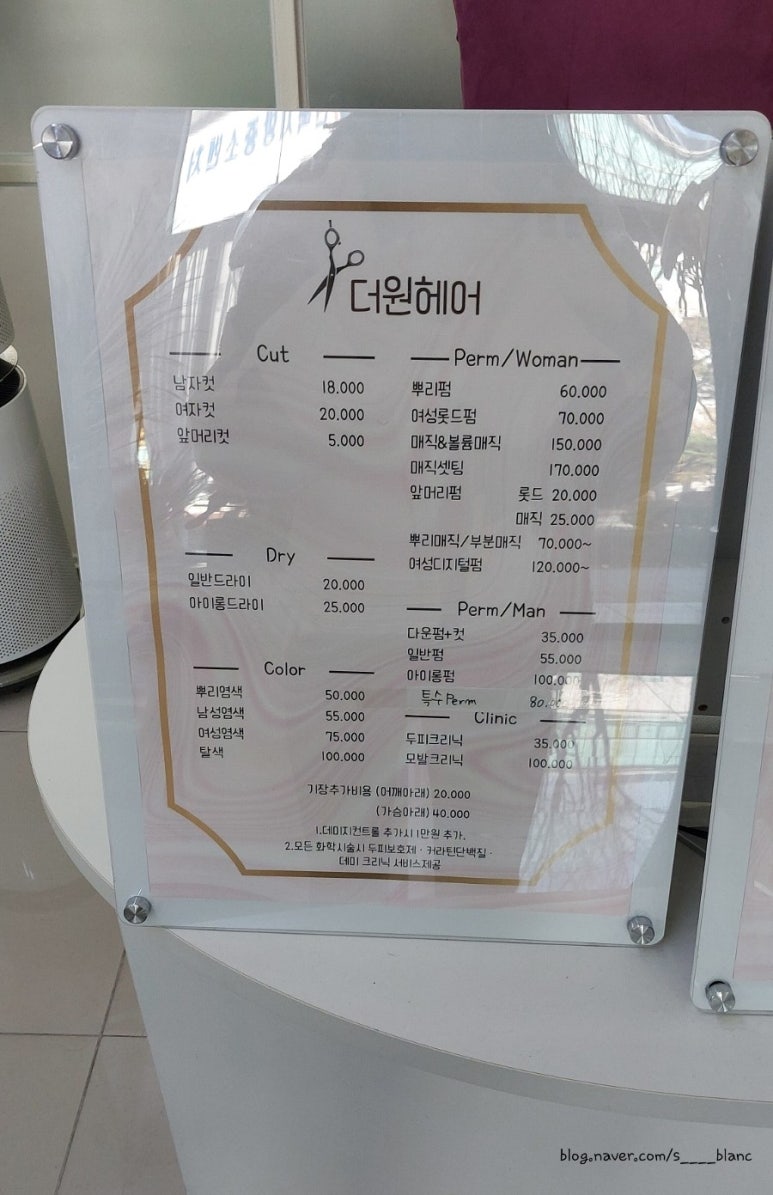 더원헤어
Cut
남자컷 18.000
여자컷 20.000
앞머리컷 5.000
Dry
일반드라이 20.000
아이롱드라이 25.000
Color
뿌리염색 50.000
남성염색 55.000
여성염색 75.000
탈색 100.000
Perm/Woman
뿌리펌 60.000
여성롯드펌 70.000
매직&볼륨매직 150.000
매직셋팅 170.000
앞머리펌 롯드 20.000
매직 25.000
뿌리매직/부분매직 70.000~
여성디지털펌 120.000~
Perm/Man
다운펌+컷 35.000
일반펌 55.000
아이롱펌 100.000
특수Perm 80.000
Clinic
두피크리닉 35.000
모발크리닉 100.000
기장추가비용 (어깨아래) 20.000
(가슴아래) 40.000
1.데미지컨트롤 추가시 1만원 추가.
2.모든 화학시술시 두피보호제 · 커라틴단백질 ·
데미 크리닉 서비스제공
blog.naver.com/s____blanc